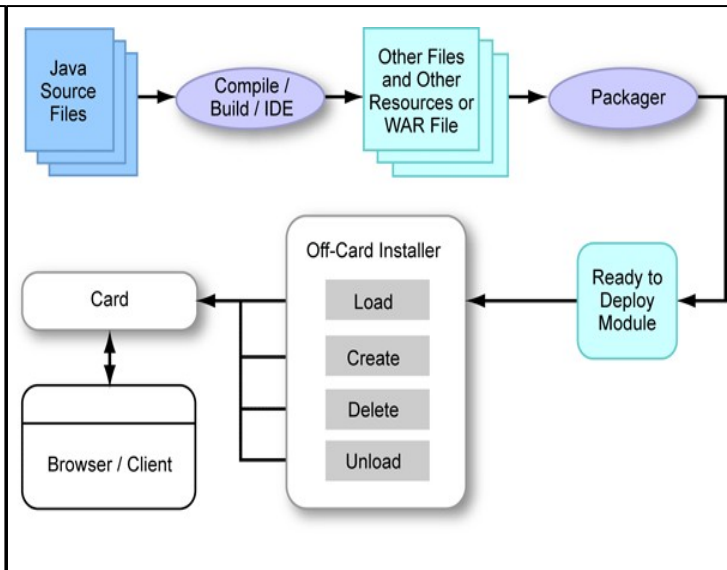 Java
Source
Files
Compile /
Build / IDE
Other Files
and Other
Resources or
WAR File
Packager
Off-Card Installer
Load
Create
Delete
Unload
Ready to
Deploy
Module
Card
Browser / Client